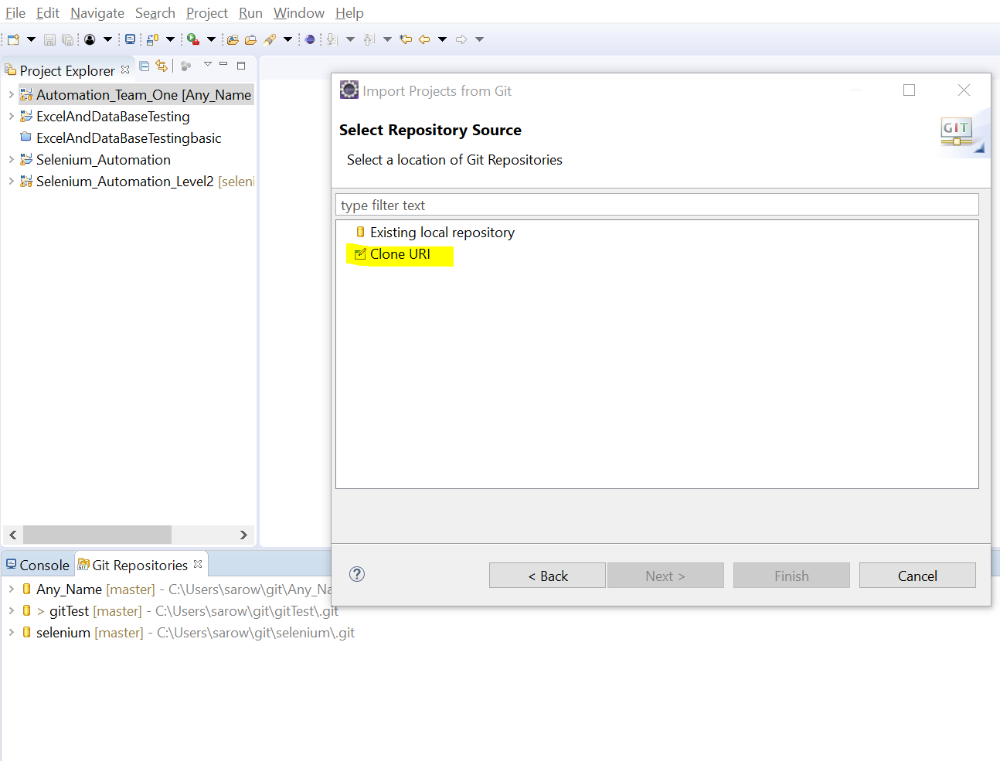 File Edit Navigate Search Project Run Window Help
Project Explorer
Automation_Team_One [Any_Name
ExcelAndDataBaseTesting
ExcelAndDataBaseTestingbasic
Selenium_Automation
Selenium_Automation_Level2 [seleni
Import Projects from Git
Select Repository Source
Select a location of Git Repositories
GIT
type filter text
Existing local repository
Clone URI
< Back Next > Finish Cancel
Console Git Repositories
Any_Name [master] - C:\Users\sarow\git\Any_Na
> gitTest [master] - C:\Users\sarow\git\gitTest\.git
selenium [master] - C:\Users\sarow\git\selenium\.git